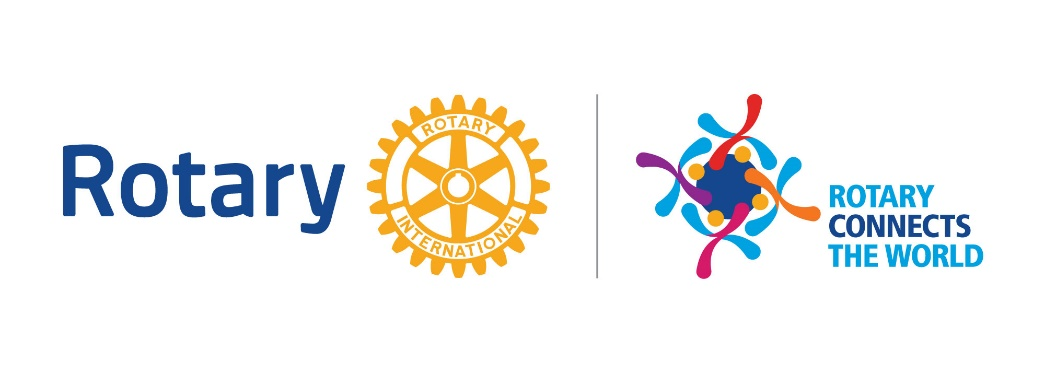 Rotary
ROTARY
INTERNATIONAL
ROTARY
CONNECTS
THE WORLD